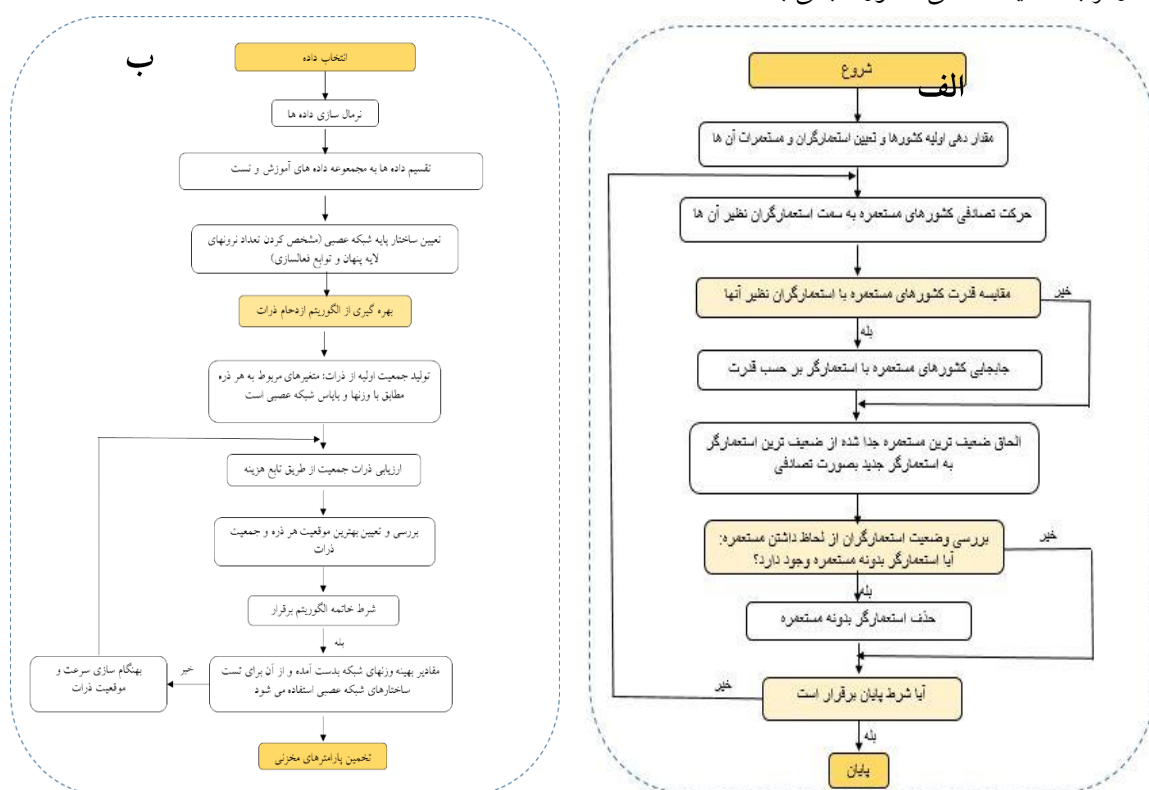 الف
شروع
مقدار دهی اولیه کشورها و تعیین استعمارگران و مستعمرات آن ها
حرکت تصادفی کشورهای مستعمره به سمت استعمارگران نظیر آن ها
مقایسه قدرت کشورهای مستعمره با استعمارگران نظیر آنها
خیر
بله
جابجایی کشورهای مستعمره با استعمارگر بر حسب قدرت
الحاق ضعیف ترین مستعمره جدا شده از ضعیف ترین استعمارگر
به استعمارگر جدید بصورت تصادفی
بررسی وضعیت استعمارگران از لحاظ داشتن مستعمره:
آیا استعمارگر بدونه مستعمره وجود دارد؟
خیر
بله
حذف استعمارگر بدونه مستعمره
آیا شرط پایان برقرار است
خیر
بله
پایان
ب
انتخاب داده
نرمال سازی داده ها
تقسیم داده ها به مجمعوعه داده های آموزش و تست
تعیین ساختار پایه شبکه عصبی (مشخص کردن تعداد نرونهای
لایه پنهان و توابع فعالسازی)
بهره گیری از الگوریتم ازدحام ذرات
تولید جمعیت اولیه از ذرات: متغیرهای مربوط به هر ذره
مطابق با وزنها و بایاس شبکه عصبی است
ارزیابی ذرات جمعیت از طریق تابع هزینه
بررسی و تعیین بهترین موقعیت هر ذره و جمعیت
ذرات
شرط خاتمه الگوریتم برقرار
بله
مقادیر بهینه وزنهای شبکه بدست آمده و از آن برای تست
ساختارهای شبکه عصبی استفاده می شود
خیر
بهنگام سازی سرعت و
موقعیت ذرات
تخمین پارامترهای مخزنی